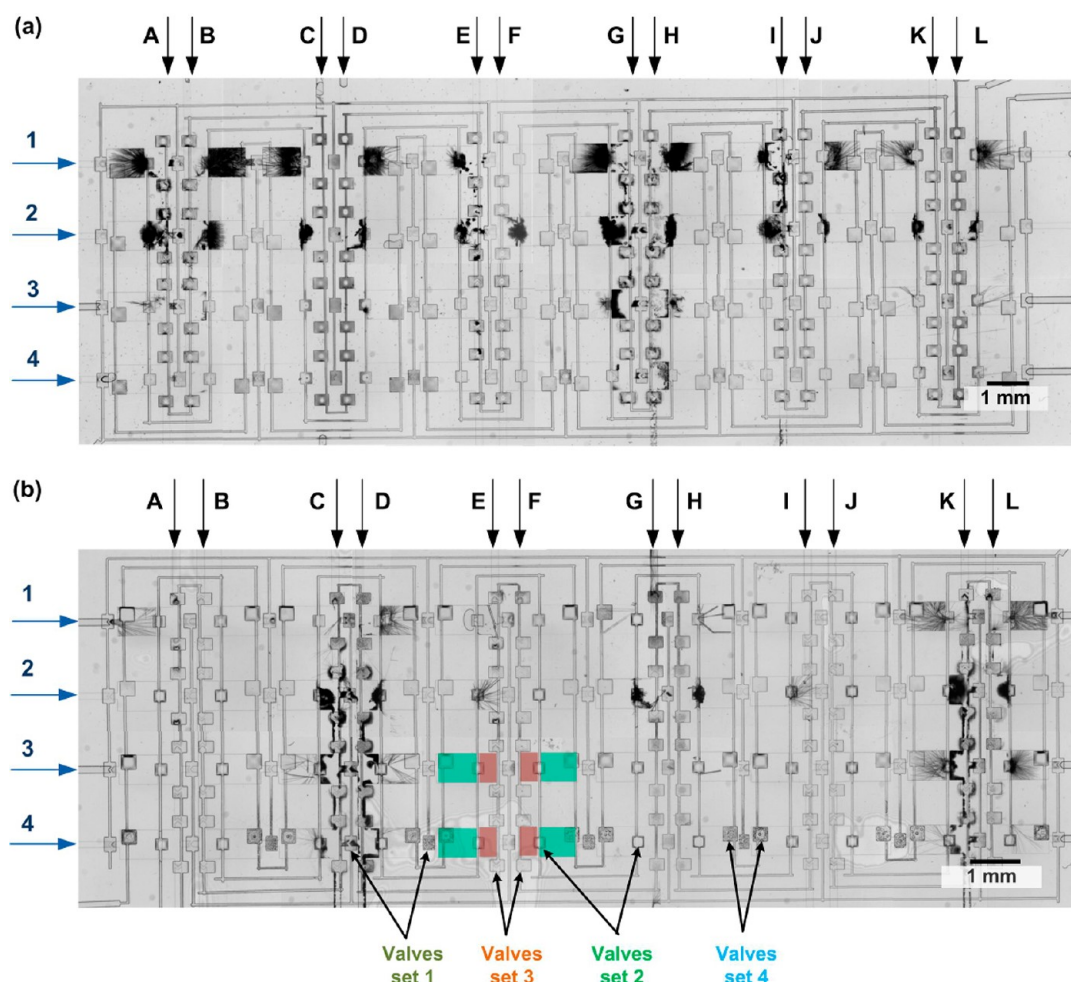 (a)
A B C D E F G H I J K L
1
2
3
4
1 mm
(b)
A B C D E F G H I J K L
1
2
3
4
1 mm
Valves Valves Valves Valves
set 1 set 3 set 2 set 4